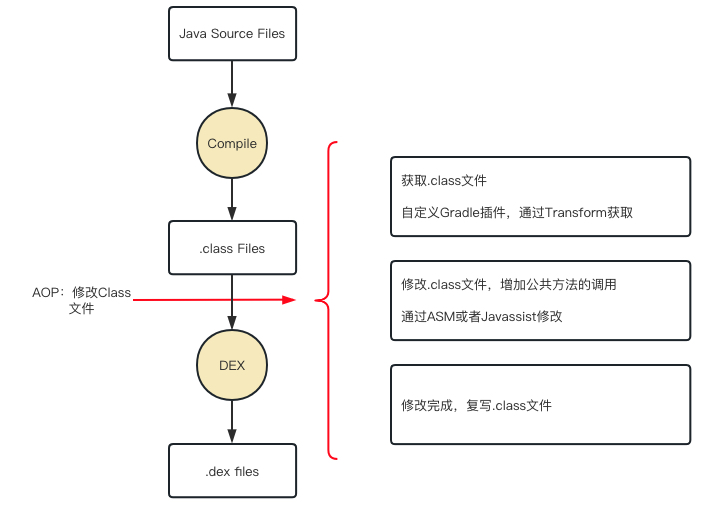 Java Source Files
Compile
.class Files
AOP：修改Class
文件
DEX
.dex files
获取.class文件
自定义Gradle插件，通过Transform获取
修改.class文件，增加公共方法的调用
通过ASM或者Javassist修改
修改完成，复写.class文件